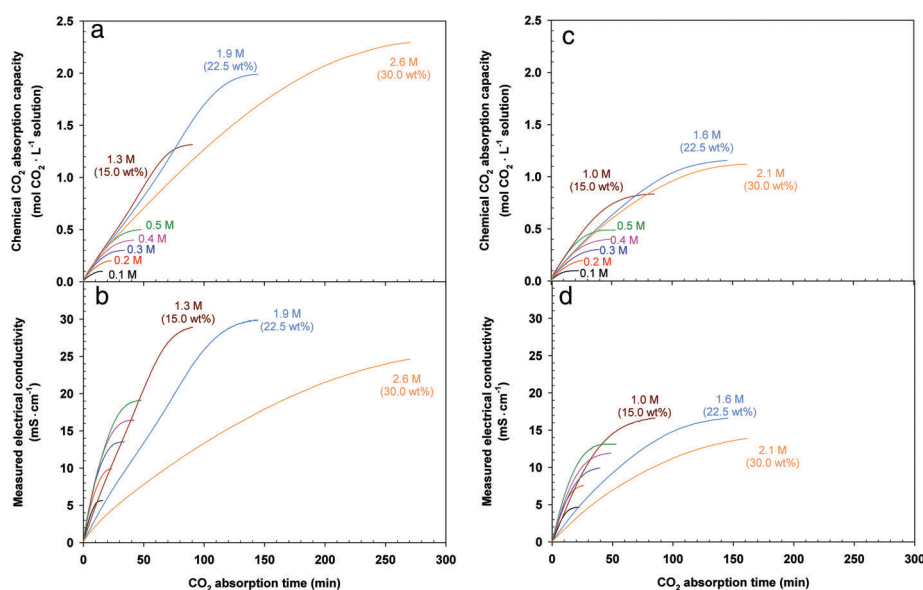 a
Chemical CO2 absorption capacity
(mol CO2 · L-1 solution)
2.5
2.0
1.5
1.0
0.5
0.0
1.9 M
(22.5 wt%)
2.6 M
(30.0 wt%)
1.3 M
(15.0 wt%)
0.5 M
0.4 M
0.3 M
0.2 M
0.1 M
c
Chemical CO2 absorption capacity
(mol CO2 · L-1 solution)
2.5
2.0
1.5
1.0
0.5
0.0
1.6 M
(22.5 wt%)
1.0 M
(15.0 wt%)
2.1 M
(30.0 wt%)
0.5 M
0.4 M
0.3 M
0.2 M
0.1 M
b
Measured electrical conductivity
(mS·cm-1)
30
25
20
15
10
5
0
1.3 M
(15.0 wt%)
1.9 M
(22.5 wt%)
2.6 M
(30.0 wt%)
0 50 100 150 200 250 300
CO2 absorption time (min)
d
Measured electrical conductivity
(mS·cm-1)
30
25
20
15
10
5
0
1.0 M
(15.0 wt%)
1.6 M
(22.5 wt%)
2.1 M
(30.0 wt%)
0 50 100 150 200 250 300
CO2 absorption time (min)